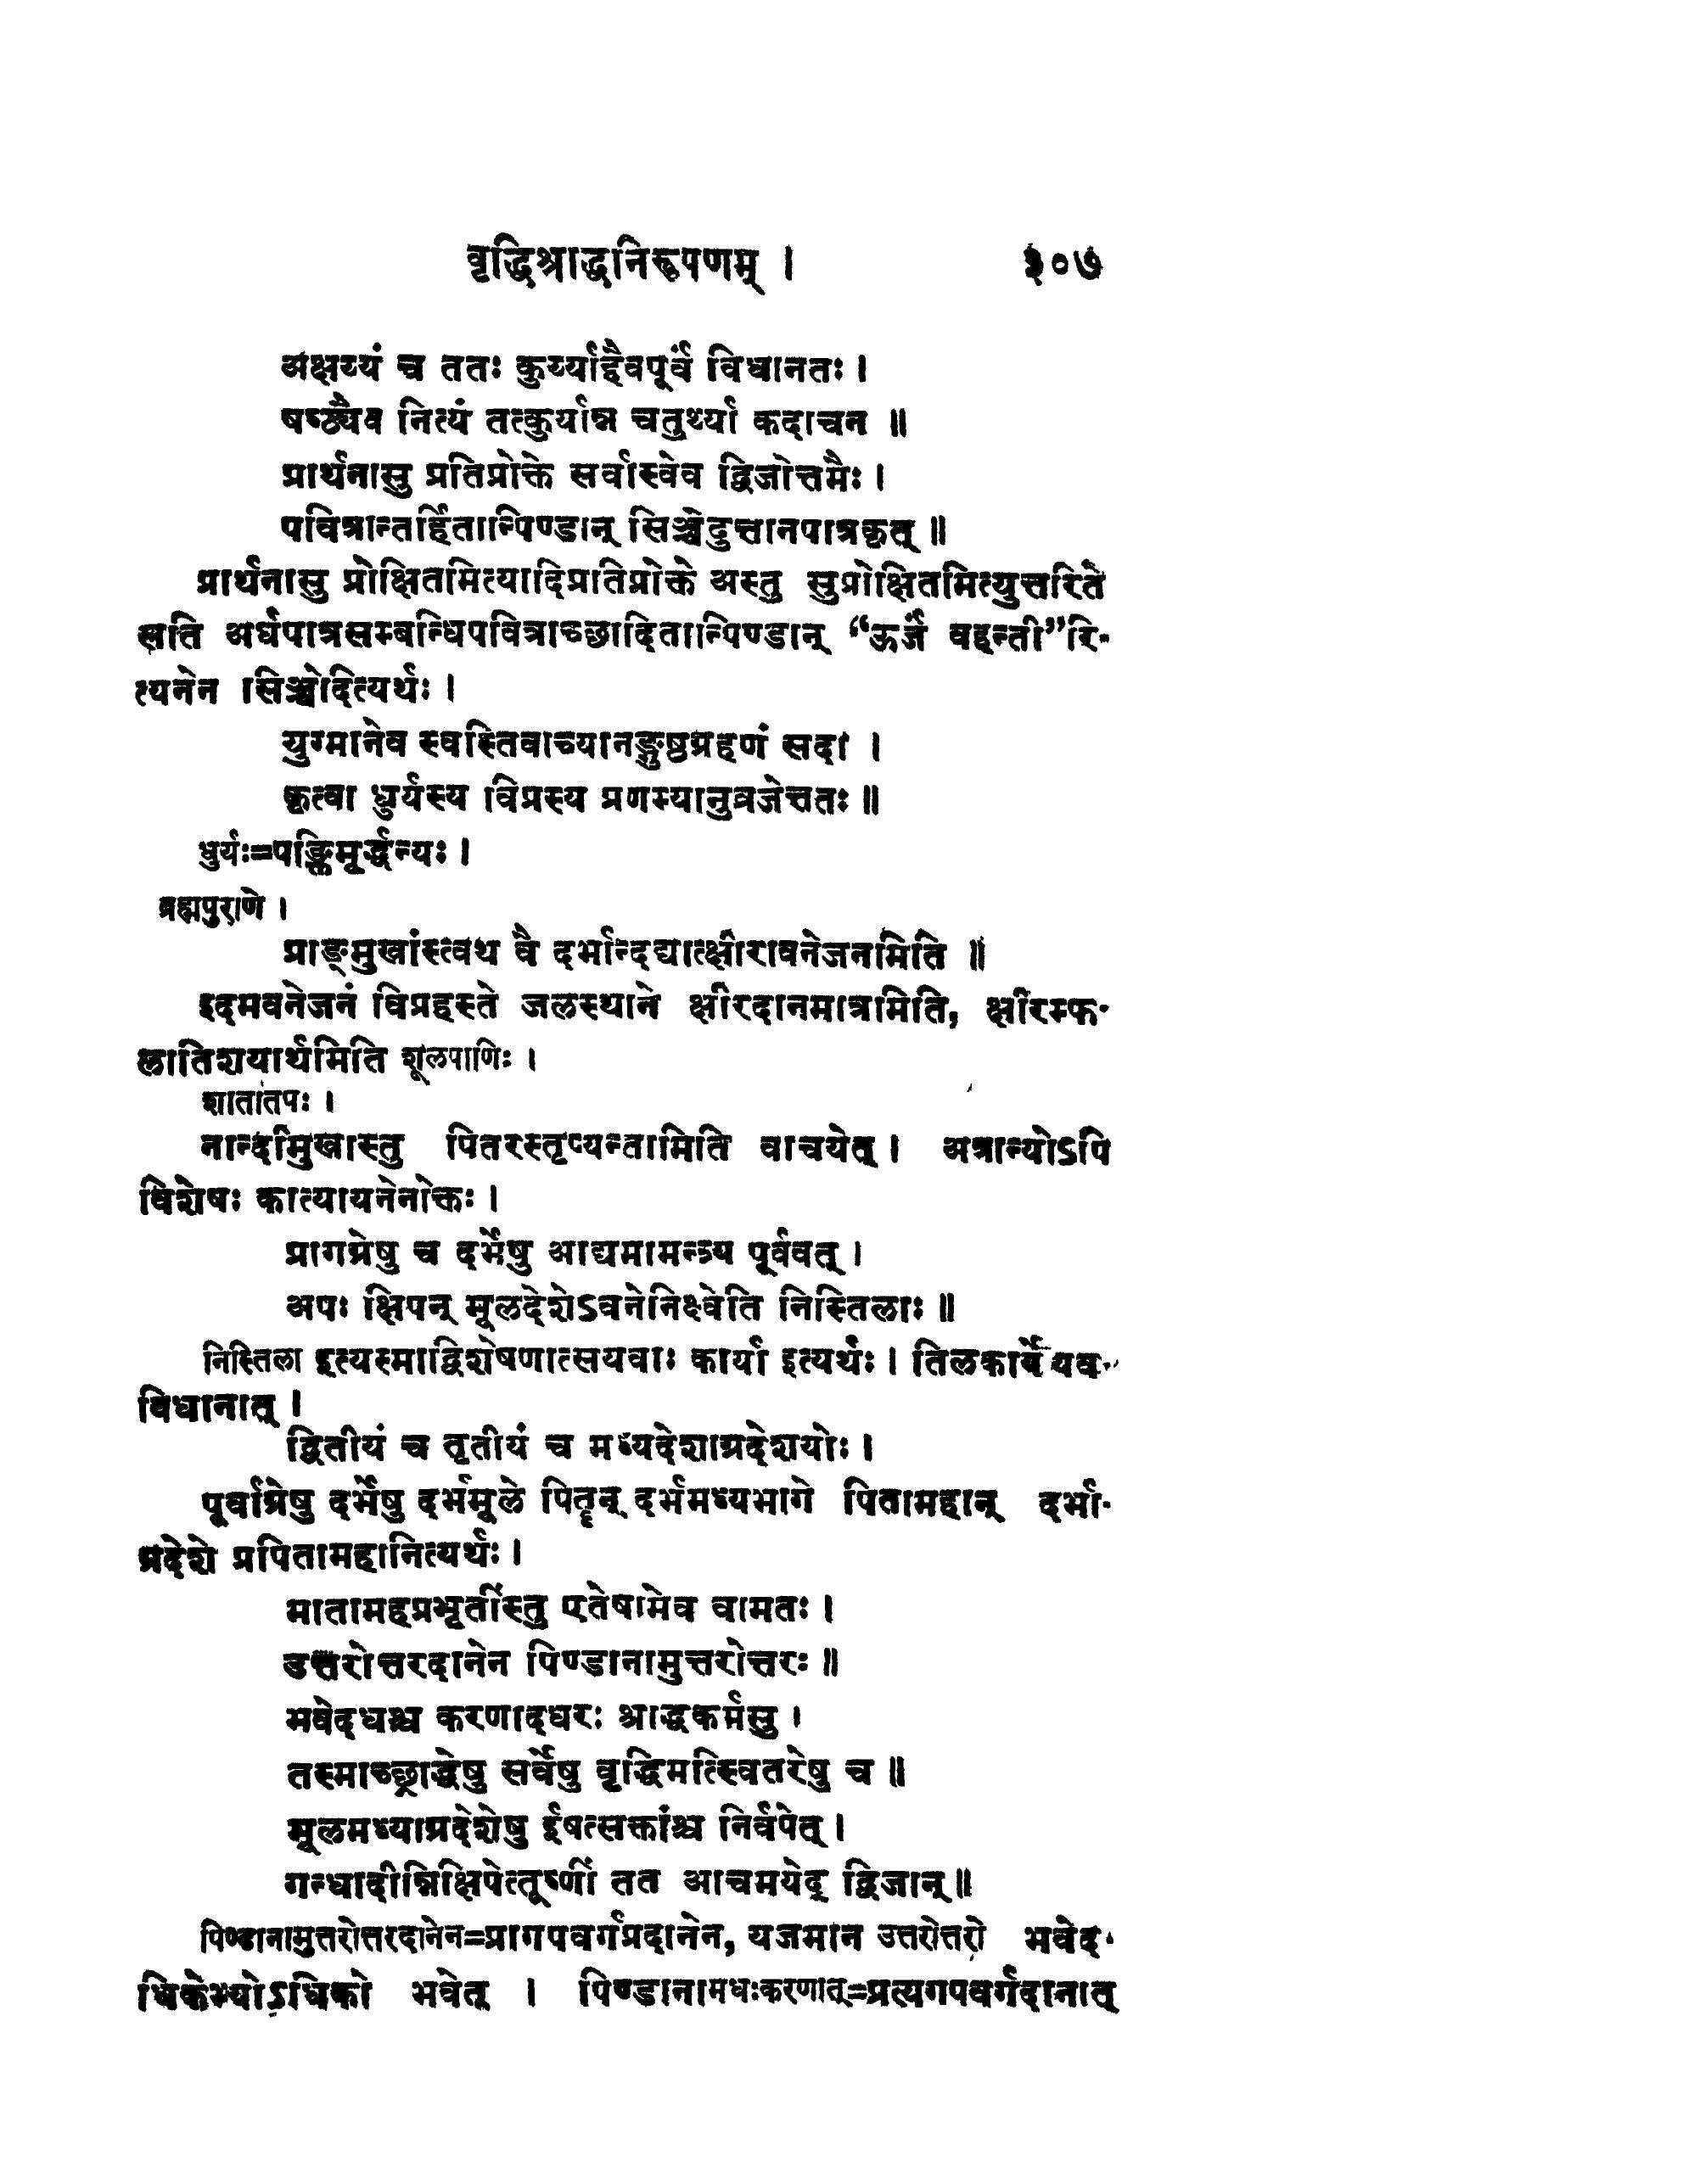 वृद्धिश्राद्धनिरूपणम् । ३०७
अक्षय्यं च ततः कुर्य्याद्दैवपूर्वं विधानतः ।
षष्ठ्यैव नित्यं तत्कुर्यान्न चतुर्थ्या कदाचन ॥
प्रार्थनासु प्रतिप्रोक्ते सर्वास्वेव द्विजोत्तमैः ।
पवित्रान्तर्हितान्पिण्डान् सिञ्चेदुत्तानपात्रकृत् ॥
प्रार्थनासु प्रोक्षितमित्यादिप्रतिप्रोक्ते अस्तु सुप्रोक्षितमित्युत्तरिते
सति अर्घपात्रसम्बन्धिपवित्राच्छादितान्पिण्डान् “ऊर्जं वहन्ती”रि-
त्यनेन सिञ्चेदित्यर्थः ।
युग्मानेव स्वस्तिवाच्यानङ्गुष्ठग्रहणं सदा ।
कृत्वा धुर्यस्य विप्रस्य प्रणम्यानुव्रजेत्ततः ॥
धुर्यः=पङ्क्तिमूर्द्धन्यः ।
ब्रह्मपुराणे ।
प्राङ्मुखांस्त्वथ वै दर्भान्दद्यात्क्षीरावनेजनमिति ॥
इदमवनेजनं विप्रहस्ते जलस्थाने क्षीरदानमात्रमिति, क्षीरम्फ-
लातिशयार्थमिति शूलपाणिः ।
शातातपः ।
नान्दीमुखास्तु पितरस्तृप्यन्तामिति वाचयेत् । अत्रान्योऽपि
विशेषः कात्यायनेनोक्तः ।
प्रागग्रेषु च दर्भेषु आद्यमामन्त्र्य पूर्ववत् ।
अपः क्षिपन् मूलदेशेऽवनेनिक्ष्वेति निस्तिलाः ॥
निस्तिला इत्यस्माद्विशेषणात्सयवाः कार्या इत्यर्थः । तिलकार्ये यव-
विधानात् ।
द्वितीयं च तृतीयं च मध्यदेशाग्रदेशयोः ।
पूर्वाग्रेषु दर्भेषु दर्भमूले पितॄन् दर्भमध्यभागे पितामहान् दर्भा-
ग्रदेशे प्रपितामहानित्यर्थः ।
मातामहप्रभृतींस्तु एतेषामेव वामतः ।
उत्तरोत्तरदानेन पिण्डानामुत्तरोत्तरः ॥
भवेदधश्च करणादधरः श्राद्धकर्मसु ।
तस्माच्छ्राद्धेषु सर्वेषु वृद्धिमत्स्वितरेषु च ॥
मूलमध्याग्रदेशेषु ईषत्सक्तांश्च निर्वपेत् ।
गन्धादीन्निक्षिपेत्तूष्णीं तत आचमयेद् द्विजान् ॥
पिण्डानामुत्तरोत्तरदानेन=प्रागपवर्गप्रदानेन, यजमान उत्तरोत्तरो भवेद-
धिकेभ्योऽधिको भवेत् । पिण्डानामधःकरणात्=प्रत्यगपवर्गदानात्